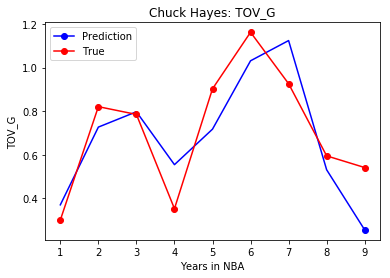 Chuck Hayes: TOV_G
Prediction
True
TOV_G
1.2
1.0
0.8
0.6
0.4
1 2 3 4 5 6 7 8 9
Years in NBA